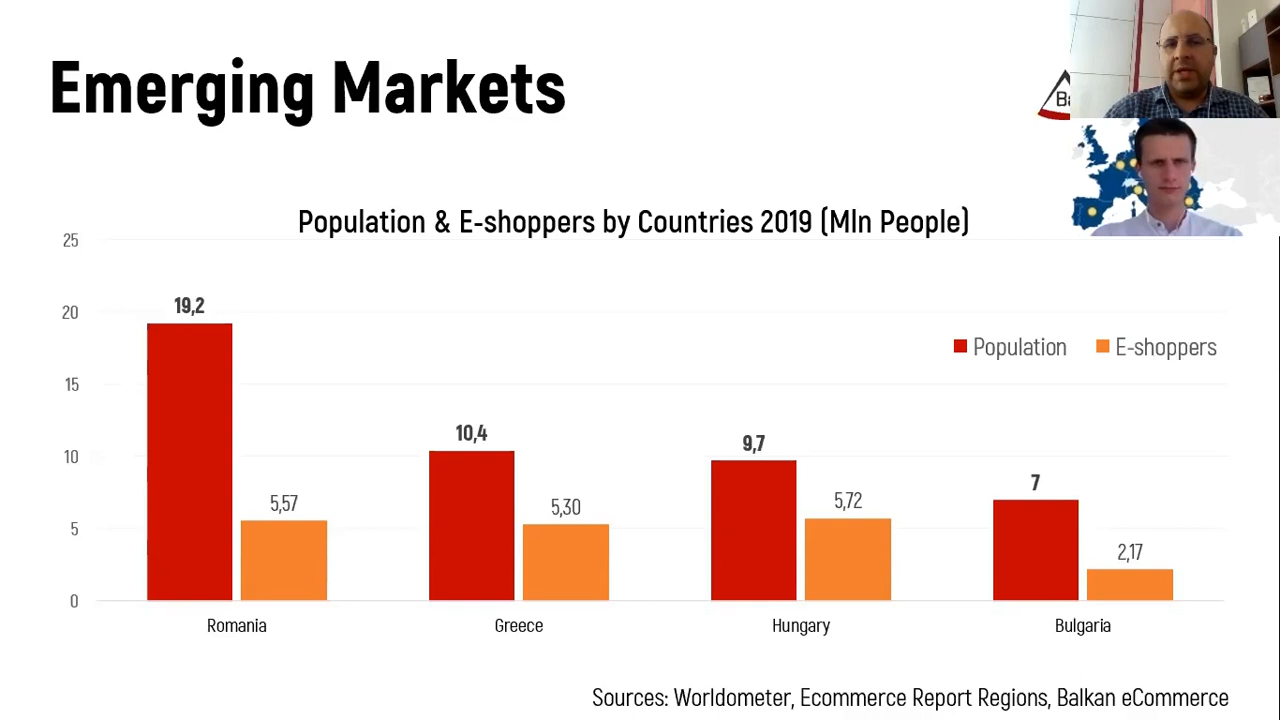 Emerging Markets
Population & E-shoppers by Countries 2019 (Mln People)
25
20
15
10
5
0
19,2
5,57
10,4
5,30
9,7
5,72
7
2,17
Population
E-shoppers
Romania
Greece
Hungary
Bulgaria
Sources: Worldometer, Ecommerce Report Regions, Balkan eCommerce